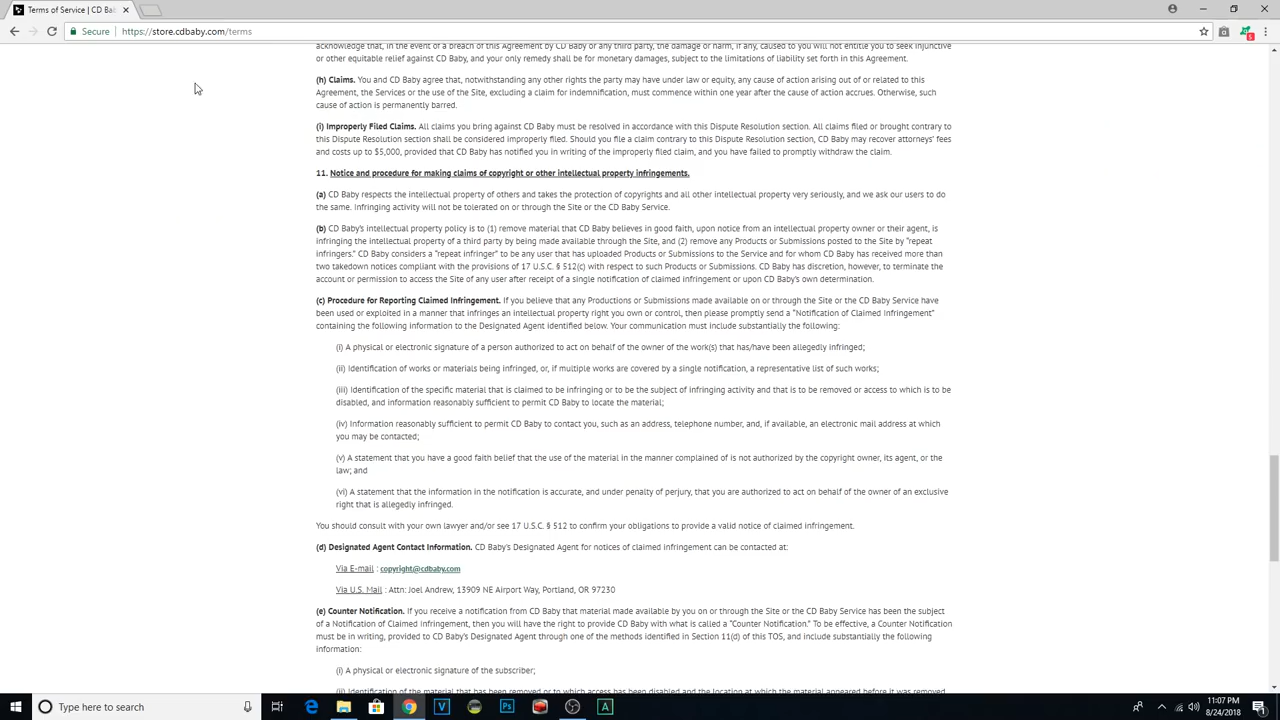 Terms of Service | CD Bab
Secure
https://store.cdbaby.com/terms
acknowledge that, in the event of a breach of this Agreement by CD Baby or any third party, the damage or harm, if any, caused to you will not entitle you to seek injunctive
or other equitable relief against CD Baby, and your only remedy shall be for monetary damages, subject to the limitations of liability set forth in this Agreement.
(h) Claims. You and CD Baby agree that, notwithstanding any other rights the party may have under law or equity, any cause of action arising out of or related to this
Agreement, the Services or the use of the Site, excluding a claim for indemnification, must commence within one year after the cause of action accrues. Otherwise, such
cause of action is permanently barred.
(i) Improperly Filed Claims. All claims you bring against CD Baby must be resolved in accordance with this Dispute Resolution section. All claims filed or brought contrary to
this Dispute Resolution section shall be considered improperly filed. Should you file a claim contrary to this Dispute Resolution section, CD Baby may recover attorneys' fees
and costs up to $5,000, provided that CD Baby has notified you in writing of the improperly filed claim, and you have failed to promptly withdraw the claim.
11. Notice and procedure for making claims of copyright or other intellectual property infringements.
(a) CD Baby respects the intellectual property of others and takes the protection of copyrights and all other intellectual property very seriously, and we ask our users to do
the same. Infringing activity will not be tolerated on or through the Site or the CD Baby Service.
(b) CD Baby's intellectual property policy is to (1) remove material that CD Baby believes in good faith, upon notice from an intellectual property owner or their agent, is
infringing the intellectual property of a third party by being made available through the Site, and (2) remove any Products or Submissions posted to the Site by "repeat
infringers." CD Baby considers a "repeat infringer" to be any user that has uploaded Products or Submissions to the Service and for whom CD Baby has received more than
two takedown notices compliant with the provisions of 17 U.S.C. § 512(c) with respect to such Products or Submissions. CD Baby has discretion, however, to terminate the
account or permission to access the Site of any user after receipt of a single notification of claimed infringement or upon CD Baby's own determination.
(c) Procedure for Reporting Claimed Infringement. If you believe that any Productions or Submissions made available on or through the Site or the CD Baby Service have
been used or exploited in a manner that infringes an intellectual property right you own or control, then please promptly send a "Notification of Claimed Infringement"
containing the following information to the Designated Agent identified below. Your communication must include substantially the following:
(i) A physical or electronic signature of a person authorized to act on behalf of the owner of the work(s) that has/have been allegedly infringed;
(ii) Identification of works or materials being infringed, or, if multiple works are covered by a single notification, a representative list of such works;
(iii) Identification of the specific material that is claimed to be infringing or to be the subject of infringing activity and that is to be removed or access to which is to be
disabled, and information reasonably sufficient to permit CD Baby to locate the material;
(iv) Information reasonably sufficient to permit CD Baby to contact you, such as an address, telephone number, and, if available, an electronic mail address at which
you may be contacted;
(v) A statement that you have a good faith belief that the use of the material in the manner complained of is not authorized by the copyright owner, its agent, or the
law; and
(vi) A statement that the information in the notification is accurate, and under penalty of perjury, that you are authorized to act on behalf of the owner of an exclusive
right that is allegedly infringed.
You should consult with your own lawyer and/or see 17 U.S.C. § 512 to confirm your obligations to provide a valid notice of claimed infringement.
(d) Designated Agent Contact Information. CD Baby's Designated Agent for notices of claimed infringement can be contacted at:
Via E-mail : copyright@cdbaby.com
Via U.S. Mail : Attn: Joel Andrew, 13909 NE Airport Way, Portland, OR 97230
(e) Counter Notification. If you receive a notification from CD Baby that material made available by you on or through the Site or the CD Baby Service has been the subject
of a Notification of Claimed Infringement, then you will have the right to provide CD Baby with what is called a "Counter Notification." To be effective, a Counter Notification
must be in writing, provided to CD Baby's Designated Agent through one of the methods identified in Section 11(d) of this TOS, and include substantially the following
information:
(i) A physical or electronic signature of the subscriber;
(ii) Identification of the material that has been removed or to which access has been disabled and the location at which the material appeared before it was removed
Type here to search
11:07 PM
8/24/2018